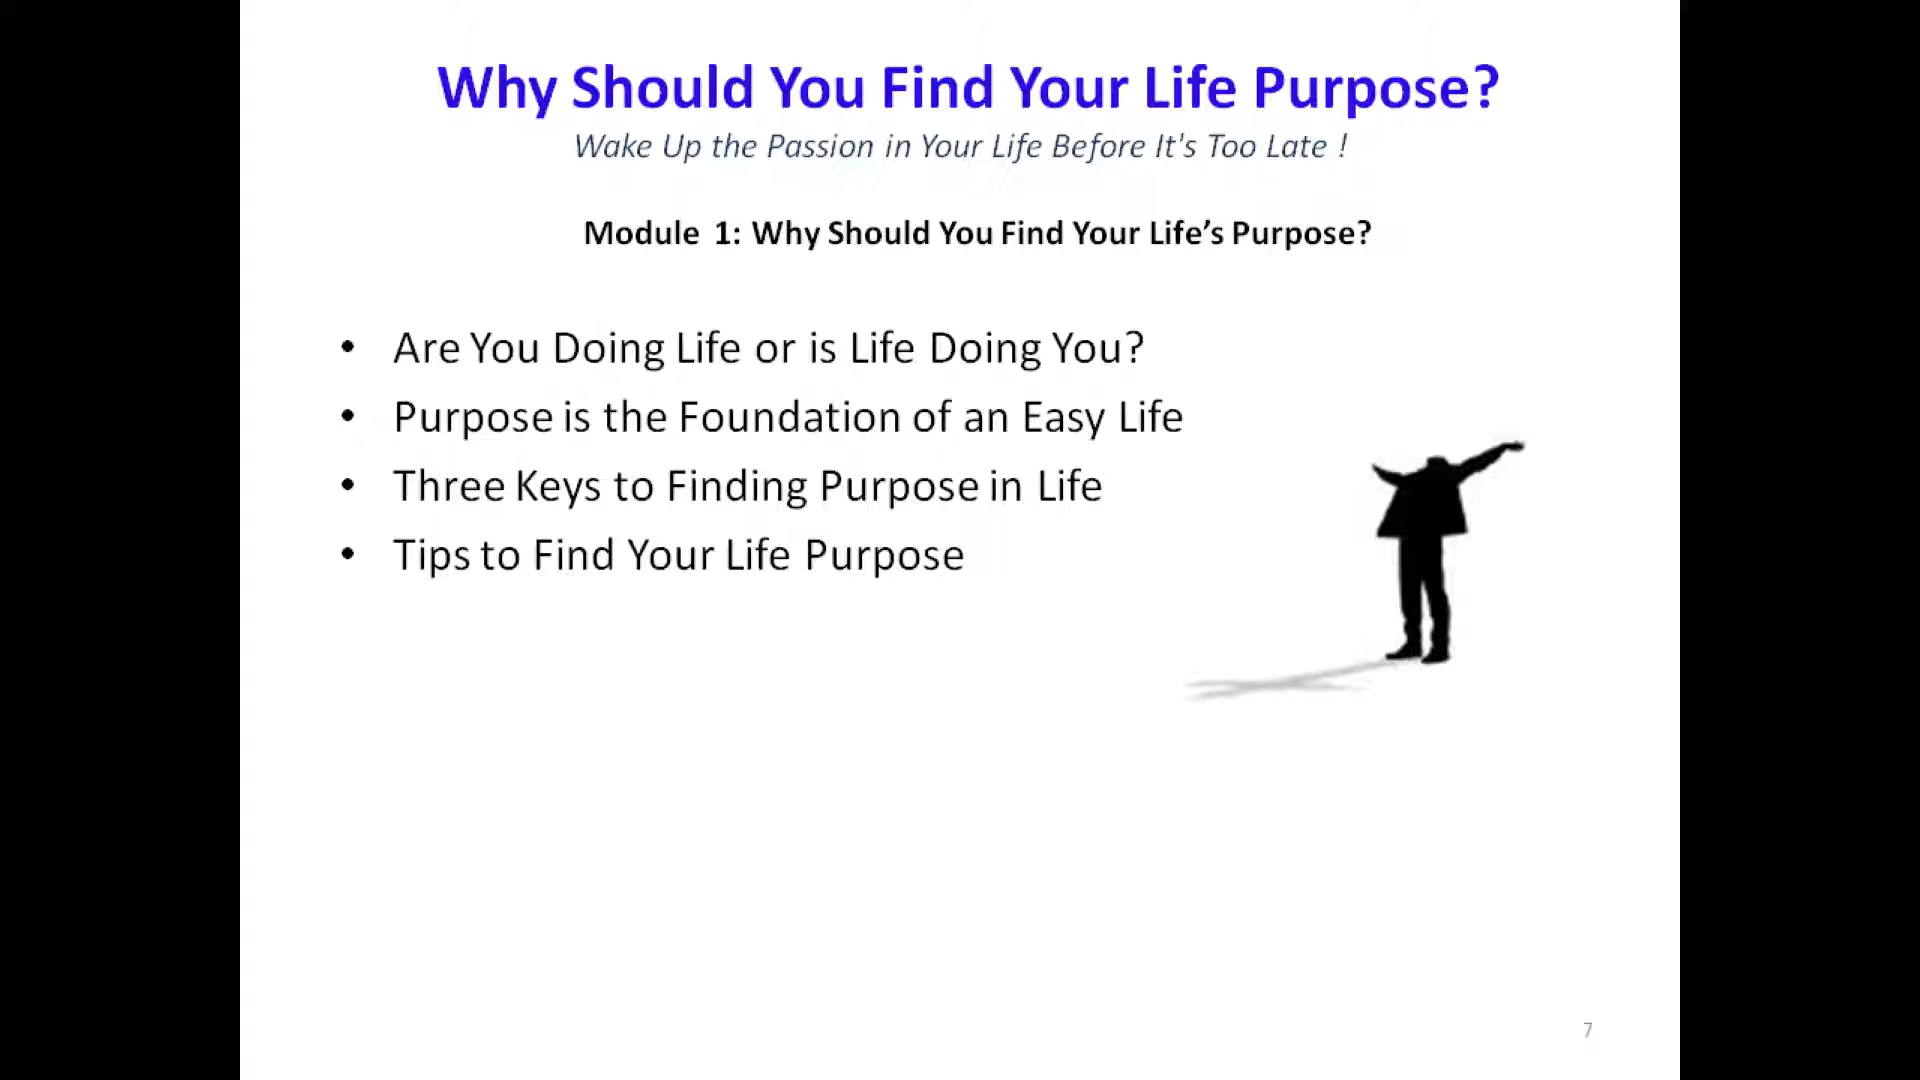 Why Should You Find Your Life Purpose?
Wake Up the Passion in Your Life Before It's Too Late !
Module 1: Why Should You Find Your Life’s Purpose?
• Are You Doing Life or is Life Doing You?
• Purpose is the Foundation of an Easy Life
• Three Keys to Finding Purpose in Life
• Tips to Find Your Life Purpose
7